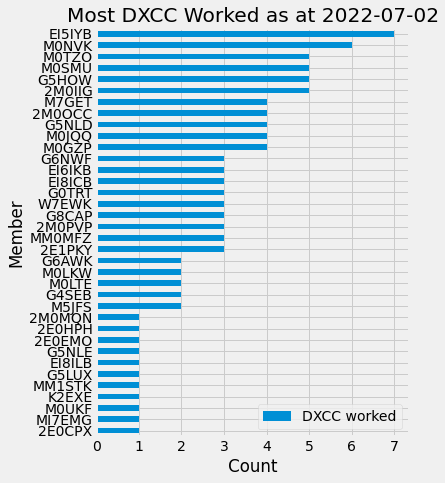 Most DXCC Worked as at 2022-07-02
Member
EI5IYB
M0NVK
M0TZO
M0SMU
G5HOW
2M0IIG
M7GET
2M0OCC
G5NLD
M0JQQ
M0GZP
G6NWF
EI6IKB
EI8ICB
G0TRT
W7EWK
G8CAP
2M0PVP
MM0MFZ
2E1PKY
G6AWK
M0LKW
M0LTE
G4SEB
M5JFS
2M0MQN
2E0HPH
2E0EMO
G5NLE
EI8ILB
G5LUX
MM1STK
K2EXE
M0UKF
MI7EMG
2E0CPX
DXCC worked
0 1 2 3 4 5 6 7
Count